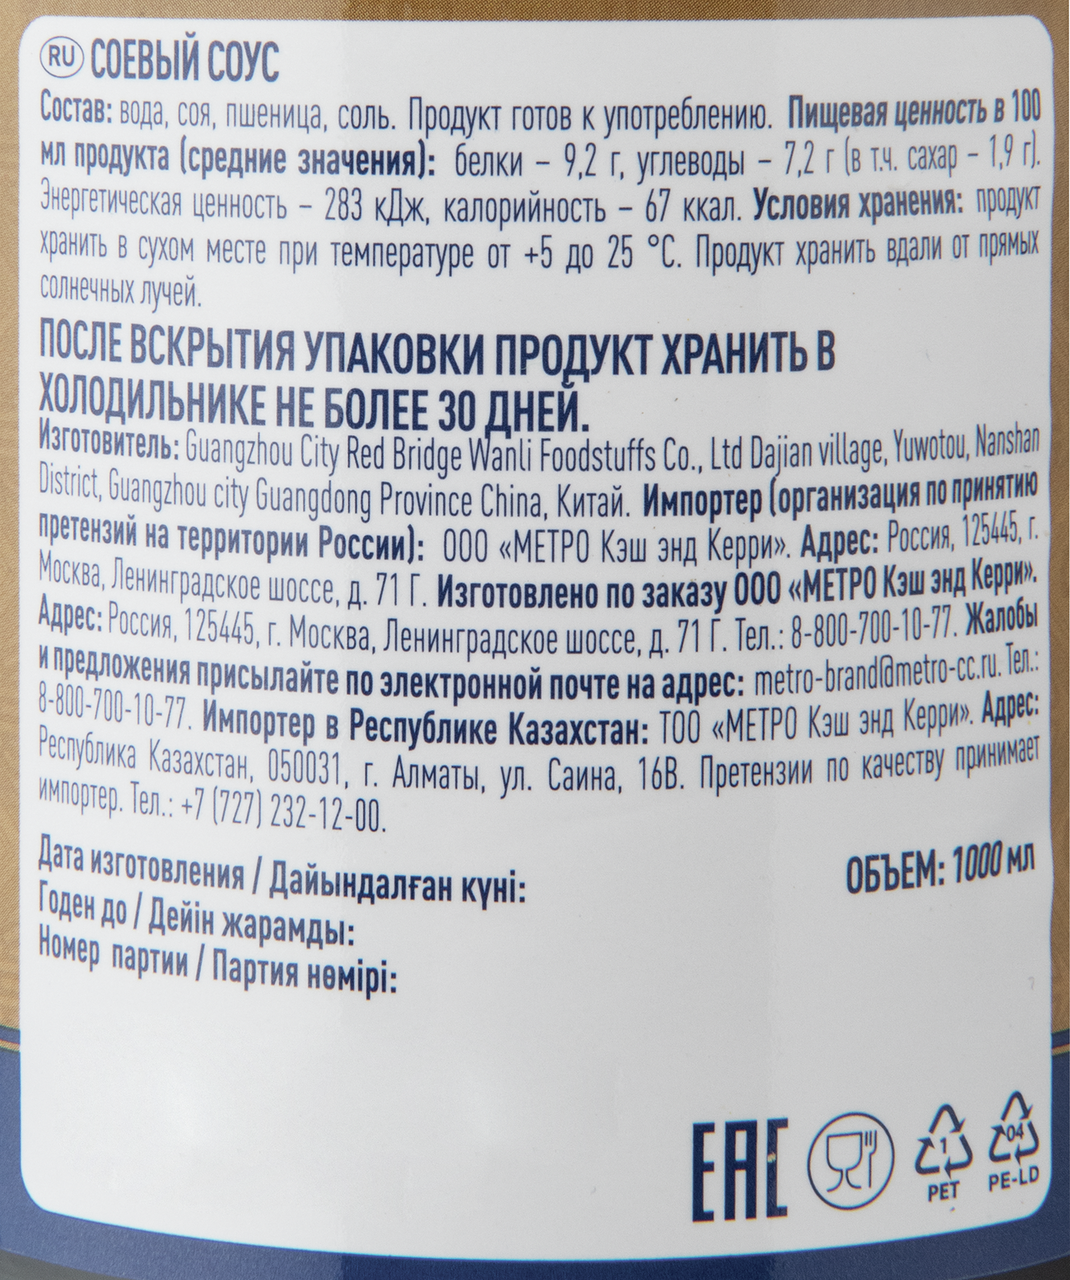 RU СОЕВЫЙ СОУС
Состав: вода, соя, пшеница, соль. Продукт готов к употреблению. Пищевая ценность в 100
мл продукта (средние значения): белки – 9,2 г, углеводы – 7,2 г (в т.ч. сахар – 1,9 г).
Энергетическая ценность – 283 кДж, калорийность – 67 ккал. Условия хранения: продукт
хранить в сухом месте при температуре от +5 до 25 °C. Продукт хранить вдали от прямых
солнечных лучей.
ПОСЛЕ ВСКРЫТИЯ УПАКОВКИ ПРОДУКТ ХРАНИТЬ В
ХОЛОДИЛЬНИКЕ НЕ БОЛЕЕ 30 ДНЕЙ.
Изготовитель: Guangzhou City Red Bridge Wanli Foodstuffs Co., Ltd Dajian village, Yuwotou, Nanshan
District, Guangzhou city Guangdong Province China, Китай. Импортер (организация по принятию
претензий на территории России): ООО «МЕТРО Кэш энд Керри». Адрес: Россия, 125445, г.
Москва, Ленинградское шоссе, д. 71 Г. Изготовлено по заказу ООО «МЕТРО Кэш энд Керри».
Адрес: Россия, 125445, г. Москва, Ленинградское шоссе, д. 71 Г. Тел.: 8-800-700-10-77. Жалобы
и предложения присылайте по электронной почте на адрес: metro-brand@metro-cc.ru. Тел.:
8-800-700-10-77. Импортер в Республике Казахстан: ТОО «МЕТРО Кэш энд Керри». Адрес:
Республика Казахстан, 050031, г. Алматы, ул. Саина, 16В. Претензии по качеству принимает
импортер. Тел.: +7 (727) 232-12-00.
Дата изготовления / Дайындалған күні:
ОБЪЕМ: 1000 мл
Годен до / Дейін жарамды:
Номер партии / Партия нөмірі:
EAC
1
PET
04
PE-LD